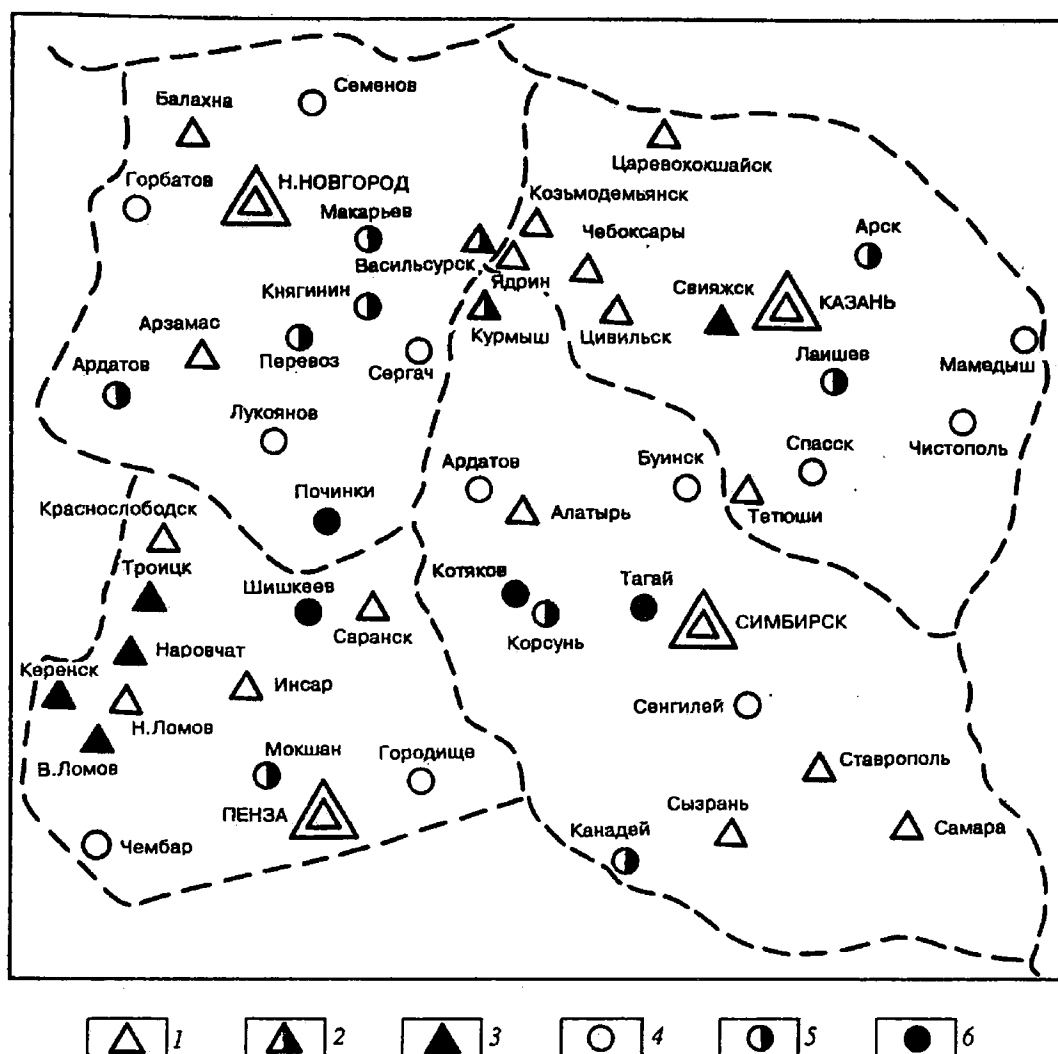 Семенов
Балахна
Царевококшайск
Горбатов
Н.НОВГОРОД
Козьмодемьянск
Макарьев
Чебоксары
Арск
Васильсурск
Ядрин
Свияжск
КАЗАНЬ
Княгинин
Арзамас
Курмыш
Цивильск
Ардатов
Перевоз
Сергач
Лаишев
Мамедыш
Лукоянов
Ардатов
Буинск
Спасск
Чистополь
Починки
Алатырь
Тетюши
Краснослободск
Троицк
Шишкеев
Котяков
Тагай
Саранск
Корсунь
СИМБИРСК
Наровчат
Керенск
Инсар
Н.Ломов
Сенгилей
В.Ломов
Мокшан
Городище
Ставрополь
ПЕНЗА
Сызрань
Канадей
Самара
Чембар
1 2 3 4 5 6